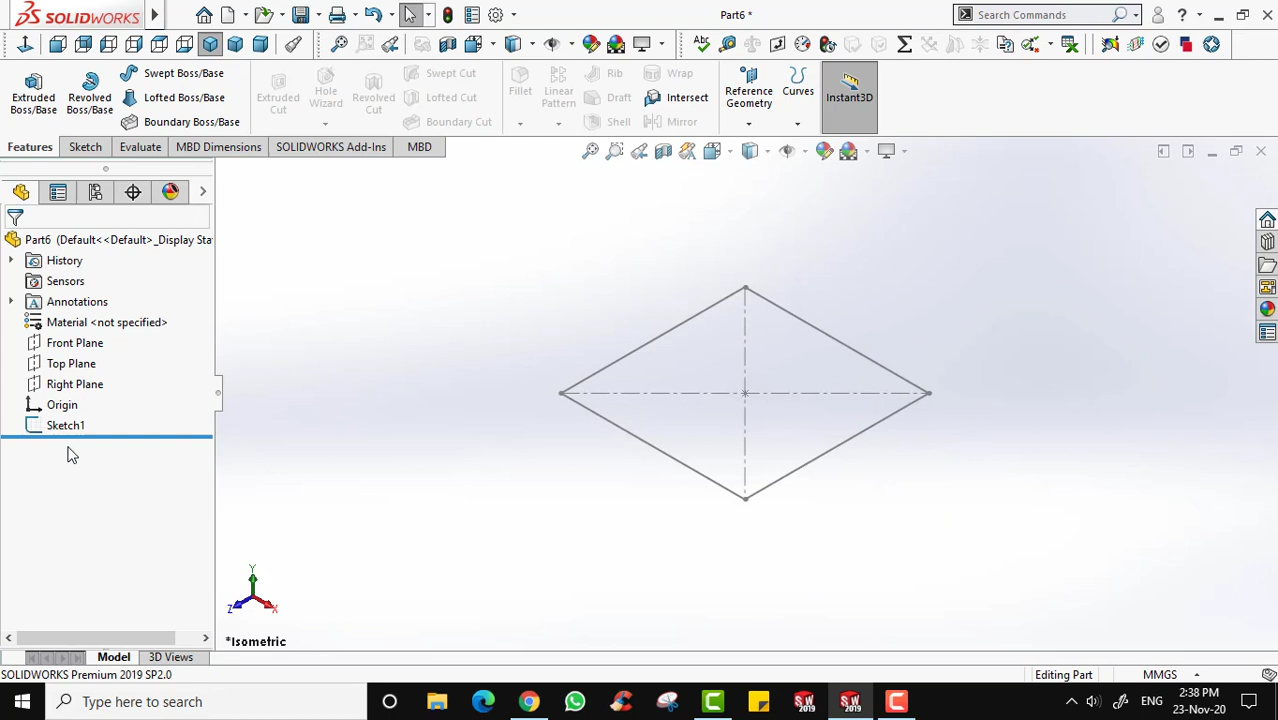 SOLIDWORKS
Part6 *
Search Commands
?
Extruded Boss/Base
Revolved Boss/Base
Swept Boss/Base
Lofted Boss/Base
Boundary Boss/Base
Extruded Cut
Hole Wizard
Revolved Cut
Swept Cut
Lofted Cut
Boundary Cut
Fillet
Linear Pattern
Rib
Draft
Shell
Wrap
Intersect
Mirror
Reference Geometry
Curves
Instant3D
Features
Sketch
Evaluate
MBD Dimensions
SOLIDWORKS Add-Ins
MBD
Part6 (Default<<Default>_Display Sta
History
Sensors
Annotations
Material <not specified>
Front Plane
Top Plane
Right Plane
Origin
Sketch1
Y
Z
X
*Isometric
Model
3D Views
SOLIDWORKS Premium 2019 SP2.0
Editing Part
MMGS
Type here to search
ENG
2:38 PM
23-Nov-20